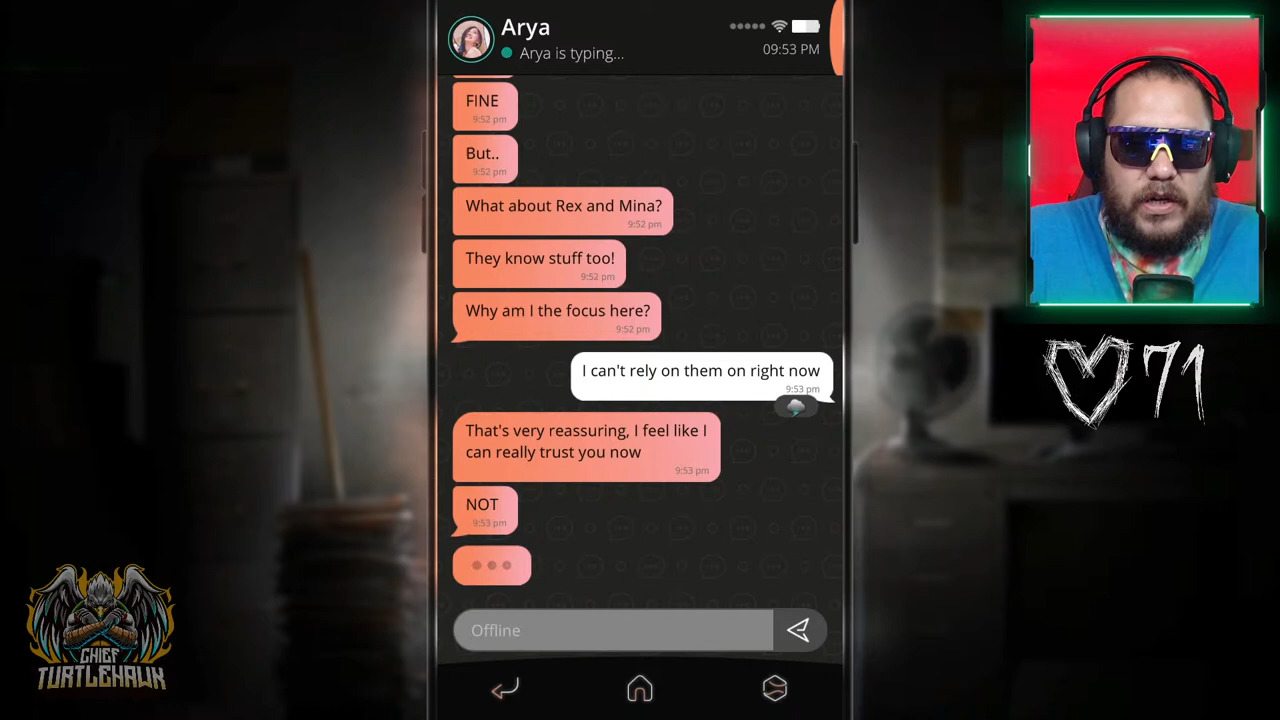 Arya
Arya is typing...
09:53 PM
FINE
9:52 pm
But..
9:52 pm
What about Rex and Mina?
9:52 pm
They know stuff too!
9:52 pm
Why am I the focus here?
9:52 pm
I can't rely on them on right now
9:53 pm
That's very reassuring, I feel like I
can really trust you now
9:53 pm
NOT
9:53 pm
Offline
71
CHIEF
TURTLEHAWK